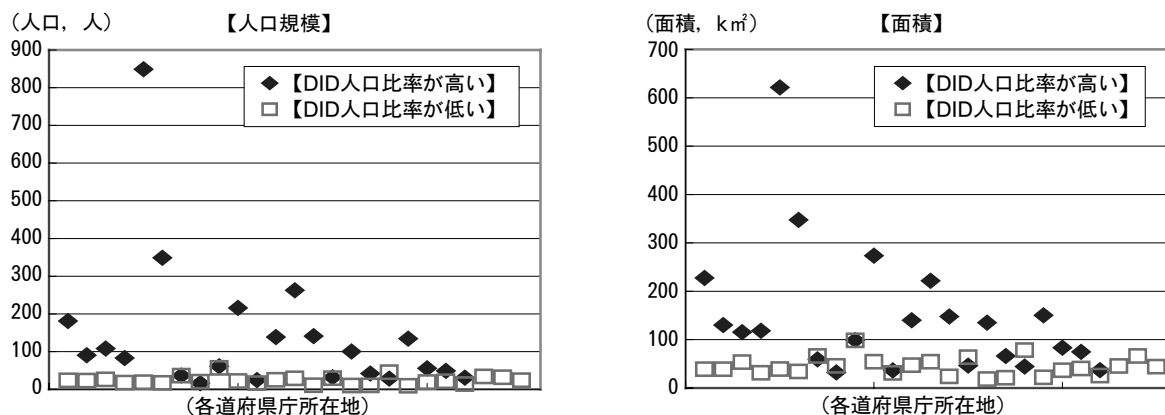 (人口，人)
【人口規模】
900
800
700
600
500
400
300
200
100
0
【DID人口比率が高い】
【DID人口比率が低い】
(各道府県庁所在地)
(面積，k㎡)
【面積】
700
600
500
400
300
200
100
0
【DID人口比率が高い】
【DID人口比率が低い】
(各道府県庁所在地)